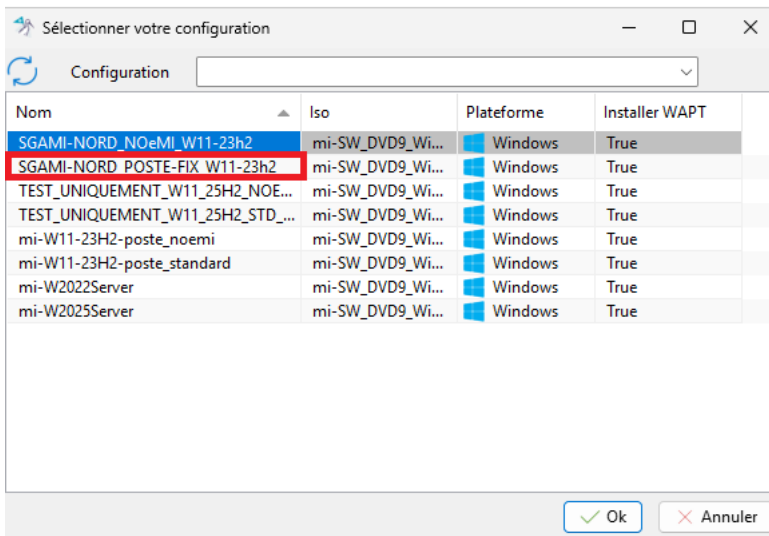 Sélectionner votre configuration
Configuration
Nom Iso Plateforme Installer WAPT
SGAMI-NORD_NOeMI_W11-23h2 mi-SW_DVD9_Wi... Windows True
SGAMI-NORD_POSTE-FIX_W11-23h2 mi-SW_DVD9_Wi... Windows True
TEST_UNIQUEMENT_W11_25H2_NOE... mi-SW_DVD9_Wi... Windows True
TEST_UNIQUEMENT_W11_25H2_STD_... mi-SW_DVD9_Wi... Windows True
mi-W11-23H2-poste_noemi mi-SW_DVD9_Wi... Windows True
mi-W11-23H2-poste_standard mi-SW_DVD9_Wi... Windows True
mi-W2022Server mi-SW_DVD9_Wi... Windows True
mi-W2025Server mi-SW_DVD9_Wi... Windows True
Ok Annuler